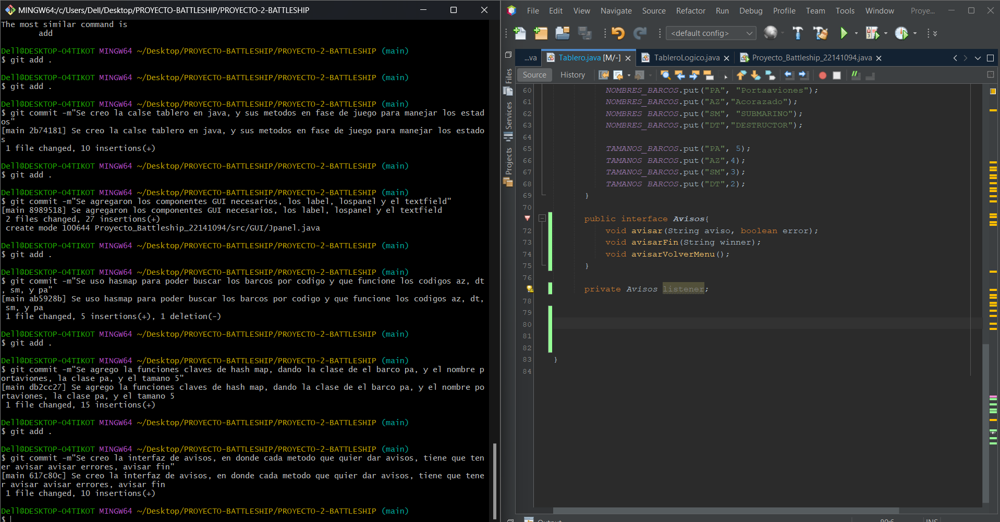 MINGW64:/c/Users/Dell/Desktop/PROYECTO-BATTLESHIP/PROYECTO-2-BATTLESHIP
The most similar command is
add
Dell@DESKTOP-O4TIKOT MINGW64 ~/Desktop/PROYECTO-BATTLESHIP/PROYECTO-2-BATTLESHIP (main)
$ git add .
Dell@DESKTOP-O4TIKOT MINGW64 ~/Desktop/PROYECTO-BATTLESHIP/PROYECTO-2-BATTLESHIP (main)
$ git add .
Dell@DESKTOP-O4TIKOT MINGW64 ~/Desktop/PROYECTO-BATTLESHIP/PROYECTO-2-BATTLESHIP (main)
$ git commit -m"Se creo la calse tablero en java, y sus metodos en fase de juego para manejar los estad
os"
[main 2b74181] Se creo la calse tablero en java, y sus metodos en fase de juego para manejar los estado
s
1 file changed, 10 insertions(+)
Dell@DESKTOP-O4TIKOT MINGW64 ~/Desktop/PROYECTO-BATTLESHIP/PROYECTO-2-BATTLESHIP (main)
$ git add .
Dell@DESKTOP-O4TIKOT MINGW64 ~/Desktop/PROYECTO-BATTLESHIP/PROYECTO-2-BATTLESHIP (main)
$ git commit -m"Se agregaron los componentes GUI necesarios, los label, lospanel y el textfield"
[main 8989518] Se agregaron los componentes GUI necesarios, los label, lospanel y el textfield
2 files changed, 27 insertions(+)
create mode 100644 Proyecto_Battleship_22141094/src/GUI/Jpanel.java
Dell@DESKTOP-O4TIKOT MINGW64 ~/Desktop/PROYECTO-BATTLESHIP/PROYECTO-2-BATTLESHIP (main)
$ git add .
Dell@DESKTOP-O4TIKOT MINGW64 ~/Desktop/PROYECTO-BATTLESHIP/PROYECTO-2-BATTLESHIP (main)
$ git commit -m"Se uso hasmap para poder buscar los barcos por codigo y que funcione los codigos az, dt
, sm, y pa"
[main ab5928b] Se uso hasmap para poder buscar los barcos por codigo y que funcione los codigos az, dt,
sm, y pa
1 file changed, 5 insertions(+), 1 deletion(-)
Dell@DESKTOP-O4TIKOT MINGW64 ~/Desktop/PROYECTO-BATTLESHIP/PROYECTO-2-BATTLESHIP (main)
$ git add .
Dell@DESKTOP-O4TIKOT MINGW64 ~/Desktop/PROYECTO-BATTLESHIP/PROYECTO-2-BATTLESHIP (main)
$ git commit -m"Se agrego la funciones claves de hash map, dando la clase de el barco pa, y el nombre p
ortaviones, la clase pa, y el tamano 5"
[main db2cc27] Se agrego la funciones claves de hash map, dando la clase de el barco pa, y el nombre po
rtaviones, la clase pa, y el tamano 5
1 file changed, 15 insertions(+)
Dell@DESKTOP-O4TIKOT MINGW64 ~/Desktop/PROYECTO-BATTLESHIP/PROYECTO-2-BATTLESHIP (main)
$ git add .
Dell@DESKTOP-O4TIKOT MINGW64 ~/Desktop/PROYECTO-BATTLESHIP/PROYECTO-2-BATTLESHIP (main)
$ git commit -m"Se creo la interfaz de avisos, en donde cada metodo que quier dar avisos, tiene que ten
er avisar avisar errores, avisar fin"
[main 617c80c] Se creo la interfaz de avisos, en donde cada metodo que quier dar avisos, tiene que tene
r avisar avisar errores, avisar fin
1 file changed, 10 insertions(+)
Dell@DESKTOP-O4TIKOT MINGW64 ~/Desktop/PROYECTO-BATTLESHIP/PROYECTO-2-BATTLESHIP (main)
$
File Edit View Navigate Source Refactor Run Debug Profile Team Tools Window Proye...
<default config>
...va Tablero.java [M/-] TableroLogico.java Proyecto_Battleship_22141094.java
Source History
Files
Services
Projects
60 NOMBRES_BARCOS.put("PA", "Portaaviones");
61 NOMBRES_BARCOS.put("AZ","Acorazado");
62 NOMBRES_BARCOS.put("SM", "SUBMARINO");
63 NOMBRES_BARCOS.put("DT","DESTRUCTOR");
64
65 TAMANOS_BARCOS.put("PA", 5);
66 TAMANOS_BARCOS.put("AZ",4);
67 TAMANOS_BARCOS.put("SM",3);
68 TAMANOS_BARCOS.put("DT",2);
69 }
70
public interface Avisos{
72 void avisar(String aviso, boolean error);
73 void avisarFin(String winner);
74 void avisarVolverMenu();
75 }
76
private Avisos listener;
78
79
80
81
82
83 }
84